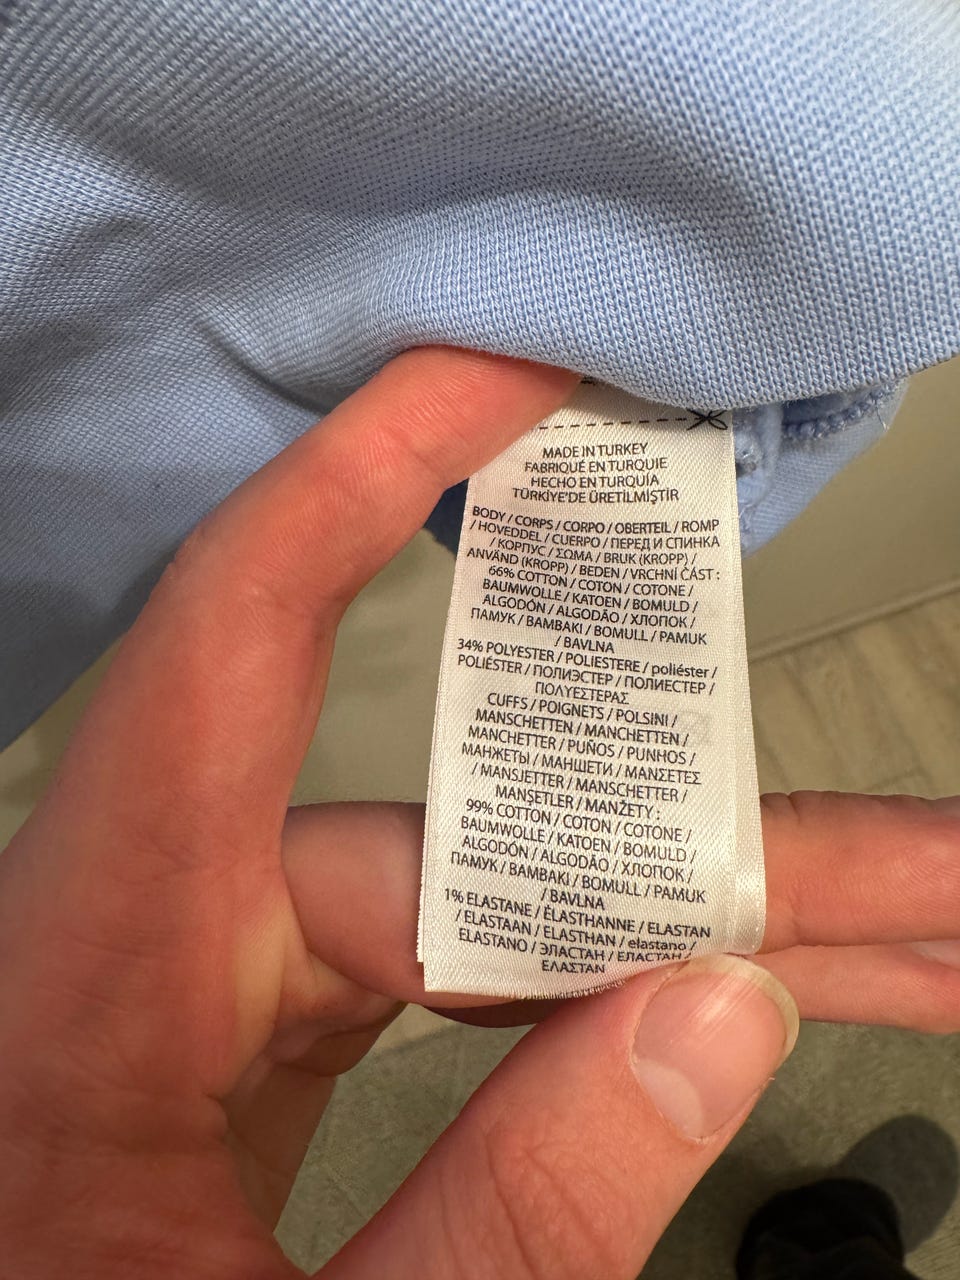 MADE IN TURKEY
FABRIQUÉ EN TURQUIE
HECHO EN TURQUÍA
TÜRKİYE'DE ÜRETİLMİŞTİR
BODY / CORPS / CORPO / OBERTEIL / ROMP
/ HOVEDDEL / CUERPO / ПЕРЕД И СПИНКА
/ КОРПУС / ΣΩΜΑ / BRUK (KROPP) /
ANVÄND (KROPP) / BEDEN / VRCHNÍ ČÁST :
66% COTTON / COTON / COTONE /
BAUMWOLLE / KATOEN / BOMULD /
ALGODÓN / ALGODÃO / ХЛОПОК /
ПАМУК / ΒΑΜΒΑΚΙ / BOMULL / PAMUK
/ BAVLNA
34% POLYESTER / POLIESTERE / poliéster /
POLIÉSTER / ПОЛИЭСТЕР / ПОЛИЕСТЕР /
ΠΟΛΥΕΣΤΕΡΑΣ
CUFFS / POIGNETS / POLSINI /
MANSCHETTEN / MANCHETTEN /
MANCHETTER / PUÑOS / PUNHOS /
МАНЖЕТЫ / МАНШЕТИ / ΜΑΝΣΕΤΕΣ
/ MANSJETTER / MANSCHETTER /
MANŞETLER / MANŽETY :
99% COTTON / COTON / COTONE /
BAUMWOLLE / KATOEN / BOMULD /
ALGODÓN / ALGODÃO / ХЛОПОК /
ПАМУК / ΒΑΜΒΑΚΙ / BOMULL / PAMUK
/ BAVLNA
1% ELASTANE / ÉLASTHANNE / ELASTAN
/ ELASTAAN / ELASTHAN / elastano /
ELASTANO / ЭЛАСТАН / ЕЛАСТАН /
ΕΛΑΣΤΑΝ